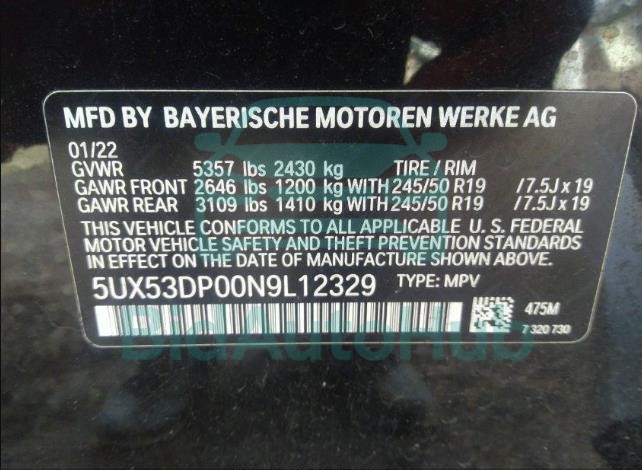 MFD BY BAYERISCHE MOTOREN WERKE AG
01/22
GVWR 5357 lbs 2430 kg TIRE / RIM
GAWR FRONT 2646 lbs 1200 kg WITH 245/50 R19 /7.5J x 19
GAWR REAR 3109 lbs 1410 kg WITH 245/50 R19 /7.5J x 19
THIS VEHICLE CONFORMS TO ALL APPLICABLE U. S. FEDERAL
MOTOR VEHICLE SAFETY AND THEFT PREVENTION STANDARDS
IN EFFECT ON THE DATE OF MANUFACTURE SHOWN ABOVE.
5UX53DP00N9L12329 TYPE: MPV
475M
7 320 730
BidAutoHub